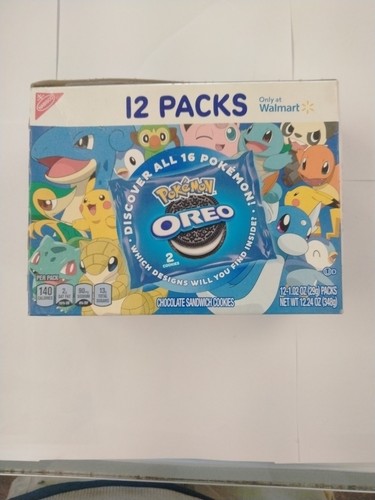 12 PACKS
Only at
Walmart
DISCOVER ALL 16 POKÉMON!
POKéMON
OREO
2
COOKIES
WHICH DESIGNS WILL YOU FIND INSIDE?
PER PACK
140
CALORIES
CHOCOLATE SANDWICH COOKIES
12-1.02 OZ (29g) PACKS
NET WT 12.24 OZ (348g)